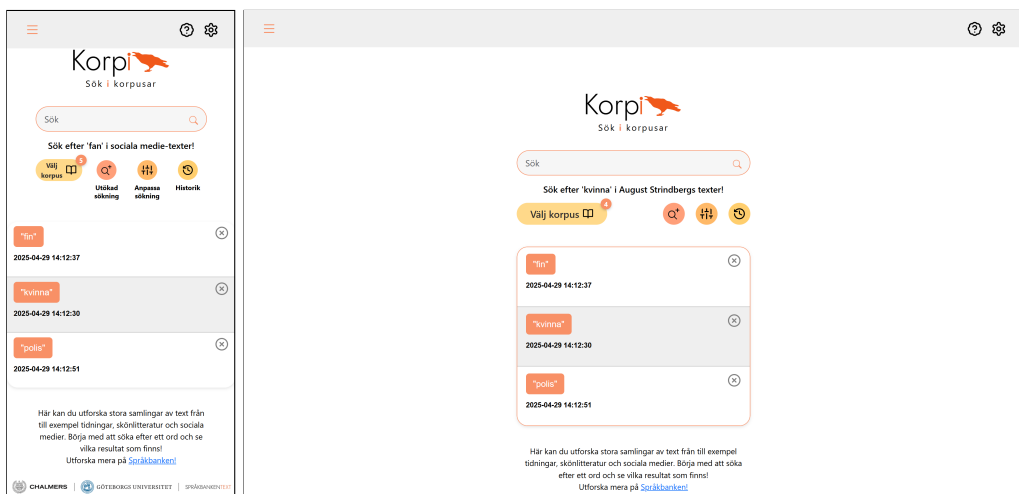 Korpi
Sök i korpusar
Sök
Sök efter 'fan' i sociala medie-texter!
Välj
korpus
5
Utökad
sökning
Anpassa
sökning
Historik
"fin"
2025-04-29 14:12:37
"kvinna"
2025-04-29 14:12:30
"polis"
2025-04-29 14:12:51
Här kan du utforska stora samlingar av text från
till exempel tidningar, skönlitteratur och sociala
medier. Börja med att söka efter ett ord och se
vilka resultat som finns!
Utforska mera på Språkbanken!
CHALMERS | GÖTEBORGS UNIVERSITET | SPRÅKBANKENTEXT
Korpi
Sök i korpusar
Sök
Sök efter 'kvinna' i August Strindbergs texter!
Välj korpus
4
"fin"
2025-04-29 14:12:37
"kvinna"
2025-04-29 14:12:30
"polis"
2025-04-29 14:12:51
Här kan du utforska stora samlingar av text från till exempel
tidningar, skönlitteratur och sociala medier. Börja med att söka
efter ett ord och se vilka resultat som finns!
Utforska mera på Språkbanken!